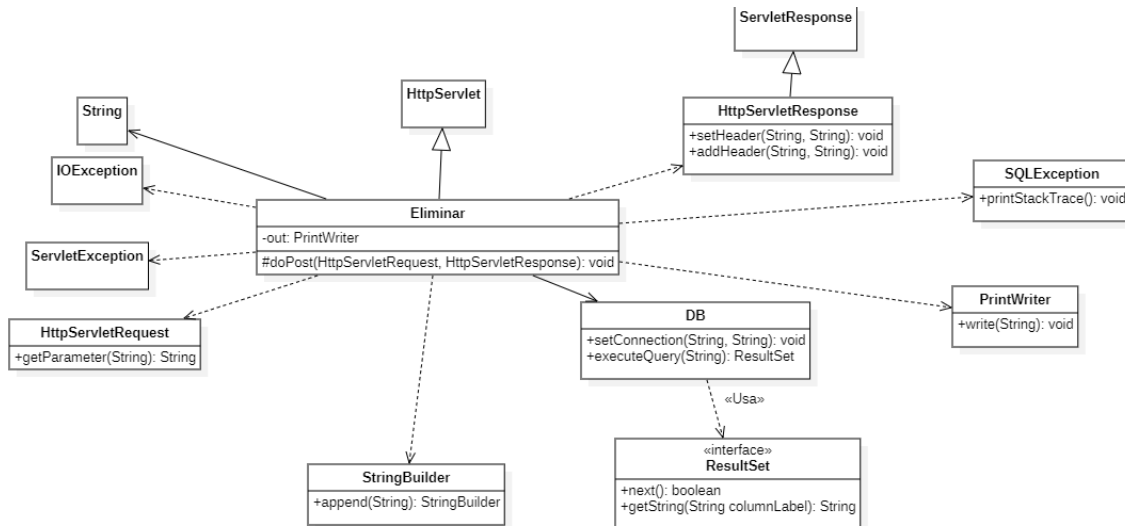 ServletResponse
HttpServlet
HttpServletResponse
+setHeader(String, String): void
+addHeader(String, String): void
String
IOException
SQLException
+printStackTrace(): void
Eliminar
-out: PrintWriter
#doPost(HttpServletRequest, HttpServletResponse): void
ServletException
PrintWriter
+write(String): void
HttpServletRequest
+getParameter(String): String
DB
+setConnection(String, String): void
+executeQuery(String): ResultSet
«Usa»
StringBuilder
+append(String): StringBuilder
«interface»
ResultSet
+next(): boolean
+getString(String columnLabel): String